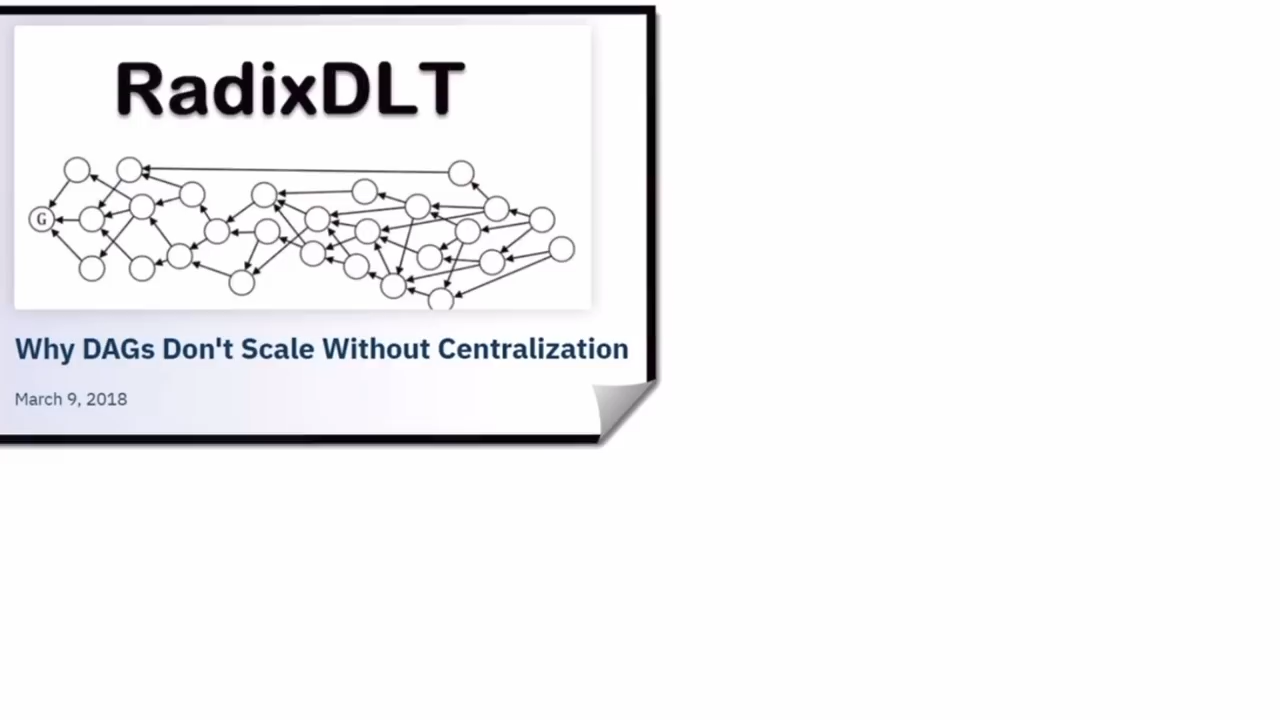 RadixDLT
G
Why DAGs Don't Scale Without Centralization
March 9, 2018